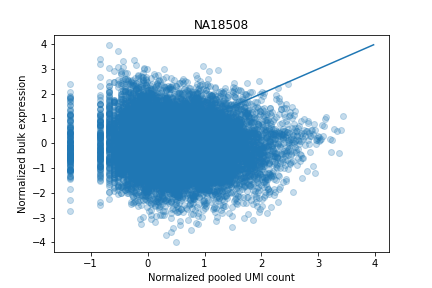 NA18508
4
3
2
1
0
−1
−2
−3
−4
Normalized bulk expression
−1 0 1 2 3 4
Normalized pooled UMI count